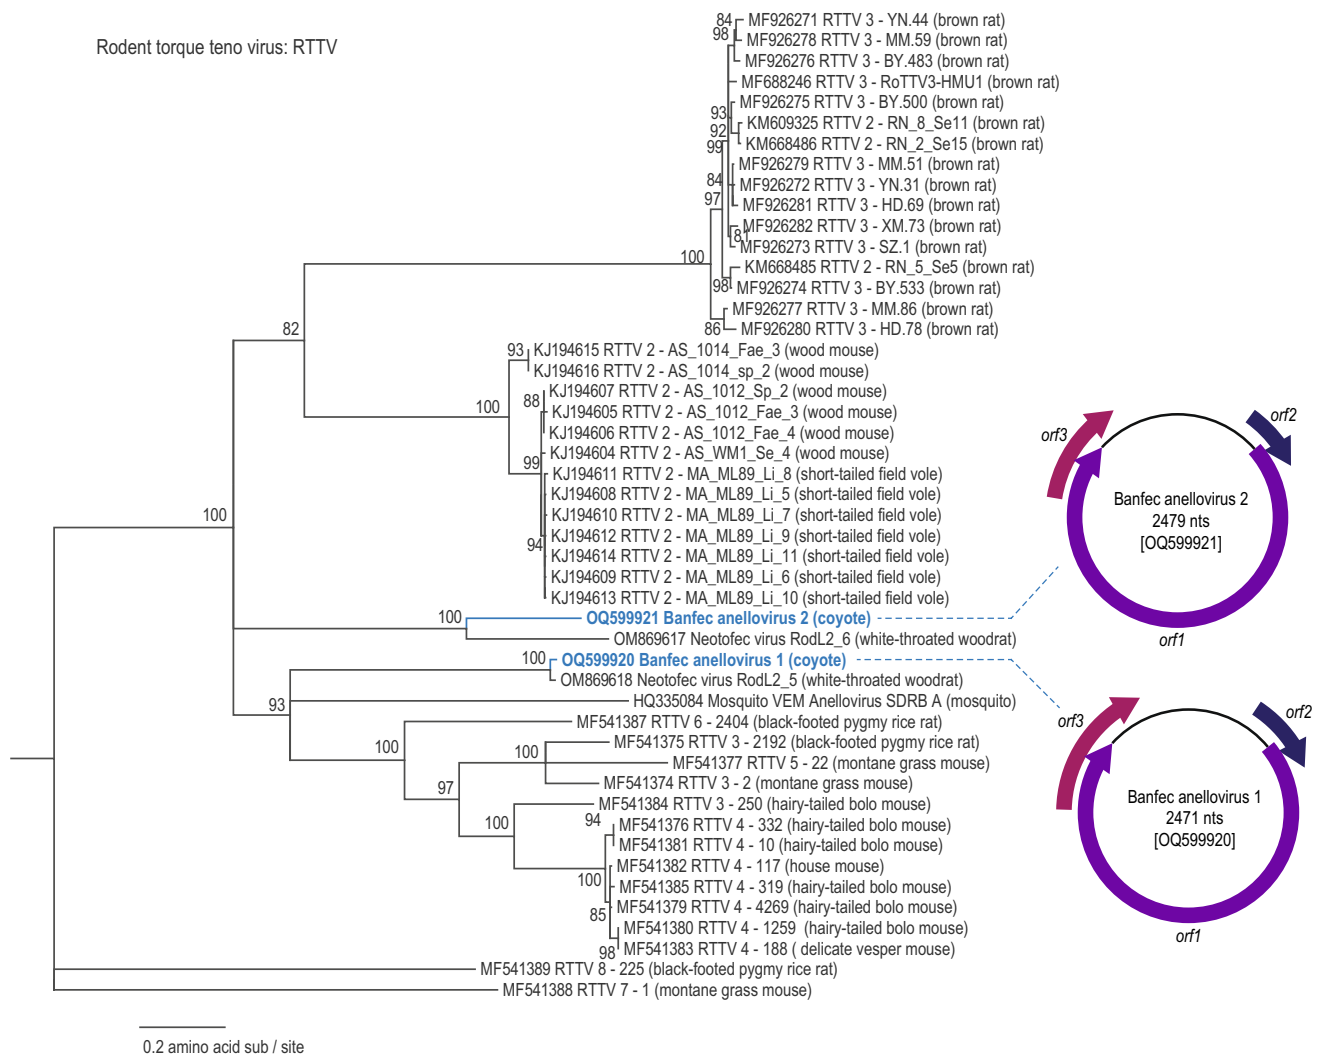 Rodent torque teno virus: RTTV
84
MF926271 RTTV 3 - YN.44 (brown rat)
98
MF926278 RTTV 3 - MM.59 (brown rat)
MF926276 RTTV 3 - BY.483 (brown rat)
MF688246 RTTV 3 - RoTTV3-HMU1 (brown rat)
MF926275 RTTV 3 - BY.500 (brown rat)
93
KM609325 RTTV 2 - RN_8_Se11 (brown rat)
92
KM668486 RTTV 2 - RN_2_Se15 (brown rat)
99
MF926279 RTTV 3 - MM.51 (brown rat)
84
MF926272 RTTV 3 - YN.31 (brown rat)
97
MF926281 RTTV 3 - HD.69 (brown rat)
MF926282 RTTV 3 - XM.73 (brown rat)
81
MF926273 RTTV 3 - SZ.1 (brown rat)
100
KM668485 RTTV 2 - RN_5_Se5 (brown rat)
98
MF926274 RTTV 3 - BY.533 (brown rat)
MF926277 RTTV 3 - MM.86 (brown rat)
86
MF926280 RTTV 3 - HD.78 (brown rat)
82
93
KJ194615 RTTV 2 - AS_1014_Fae_3 (wood mouse)
KJ194616 RTTV 2 - AS_1014_sp_2 (wood mouse)
KJ194607 RTTV 2 - AS_1012_Sp_2 (wood mouse)
88
100
KJ194605 RTTV 2 - AS_1012_Fae_3 (wood mouse)
KJ194606 RTTV 2 - AS_1012_Fae_4 (wood mouse)
KJ194604 RTTV 2 - AS_WM1_Se_4 (wood mouse)
99
KJ194611 RTTV 2 - MA_ML89_Li_8 (short-tailed field vole)
KJ194608 RTTV 2 - MA_ML89_Li_5 (short-tailed field vole)
100
KJ194610 RTTV 2 - MA_ML89_Li_7 (short-tailed field vole)
KJ194612 RTTV 2 - MA_ML89_Li_9 (short-tailed field vole)
94
KJ194614 RTTV 2 - MA_ML89_Li_11 (short-tailed field vole)
KJ194609 RTTV 2 - MA_ML89_Li_6 (short-tailed field vole)
KJ194613 RTTV 2 - MA_ML89_Li_10 (short-tailed field vole)
100
OQ599921 Banfec anellovirus 2 (coyote)
OM869617 Neotofec virus RodL2_6 (white-throated woodrat)
100
OQ599920 Banfec anellovirus 1 (coyote)
OM869618 Neotofec virus RodL2_5 (white-throated woodrat)
93
HQ335084 Mosquito VEM Anellovirus SDRB A (mosquito)
MF541387 RTTV 6 - 2404 (black-footed pygmy rice rat)
100
MF541375 RTTV 3 - 2192 (black-footed pygmy rice rat)
100
MF541377 RTTV 5 - 22 (montane grass mouse)
97
MF541374 RTTV 3 - 2 (montane grass mouse)
MF541384 RTTV 3 - 250 (hairy-tailed bolo mouse)
100
94
MF541376 RTTV 4 - 332 (hairy-tailed bolo mouse)
MF541381 RTTV 4 - 10 (hairy-tailed bolo mouse)
MF541382 RTTV 4 - 117 (house mouse)
100
MF541385 RTTV 4 - 319 (hairy-tailed bolo mouse)
MF541379 RTTV 4 - 4269 (hairy-tailed bolo mouse)
85
MF541380 RTTV 4 - 1259 (hairy-tailed bolo mouse)
MF541383 RTTV 4 - 188 ( delicate vesper mouse)
98
MF541389 RTTV 8 - 225 (black-footed pygmy rice rat)
MF541388 RTTV 7 - 1 (montane grass mouse)
0.2 amino acid sub / site
orf2
orf3
Banfec anellovirus 2
2479 nts
[OQ599921]
orf1
orf2
orf3
Banfec anellovirus 1
2471 nts
[OQ599920]
orf1